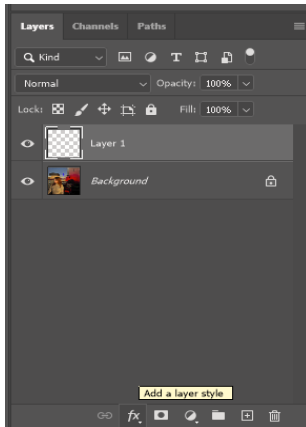 Layers Channels Paths
Kind T
Normal Opacity: 100%
Lock: Fill: 100%
Layer 1
Background
Add a layer style
fx